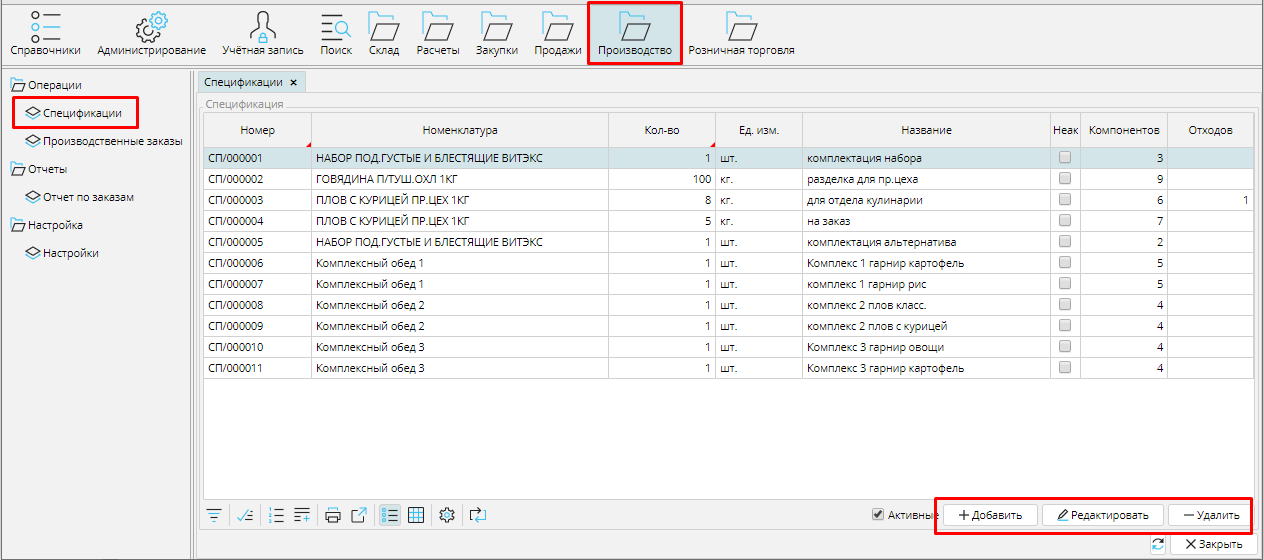 Справочники Администрирование Учётная запись Поиск Склад Расчеты Закупки Продажи Производство Розничная торговля
Операции
Спецификации
Производственные заказы
Отчеты
Отчет по заказам
Настройка
Настройки
Спецификации ×
Спецификация
Номер Номенклатура Кол-во Ед. изм. Название Неак Компонентов Отходов
СП/000001 НАБОР ПОД.ГУСТЫЕ И БЛЕСТЯЩИЕ ВИТЭКС 1 шт. комплектация набора 3
СП/000002 ГОВЯДИНА П/ТУШ.ОХЛ 1КГ 100 кг. разделка для пр.цеха 9
СП/000003 ПЛОВ С КУРИЦЕЙ ПР.ЦЕХ 1КГ 8 кг. для отдела кулинарии 6 1
СП/000004 ПЛОВ С КУРИЦЕЙ ПР.ЦЕХ 1КГ 5 кг. на заказ 7
СП/000005 НАБОР ПОД.ГУСТЫЕ И БЛЕСТЯЩИЕ ВИТЭКС 1 шт. комплектация альтернатива 2
СП/000006 Комплексный обед 1 1 шт. Комплекс 1 гарнир картофель 5
СП/000007 Комплексный обед 1 1 шт. комплекс 1 гарнир рис 5
СП/000008 Комплексный обед 2 1 шт. комплекс 2 плов класс. 4
СП/000009 Комплексный обед 2 1 шт. комплекс 2 плов с курицей 4
СП/000010 Комплексный обед 3 1 шт. Комплекс 3 гарнир овощи 4
СП/000011 Комплексный обед 3 1 шт. Комплекс 3 гарнир картофель 4
Активные Добавить Редактировать Удалить
Закрыть